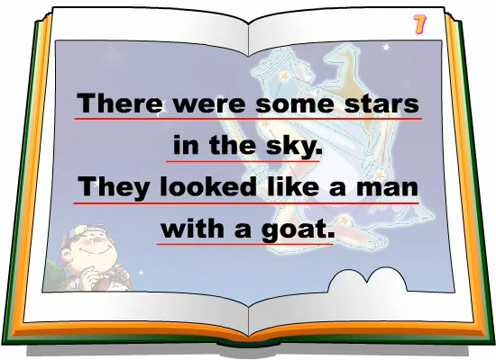 7
There were some stars
in the sky.
They looked like a man
with a goat.